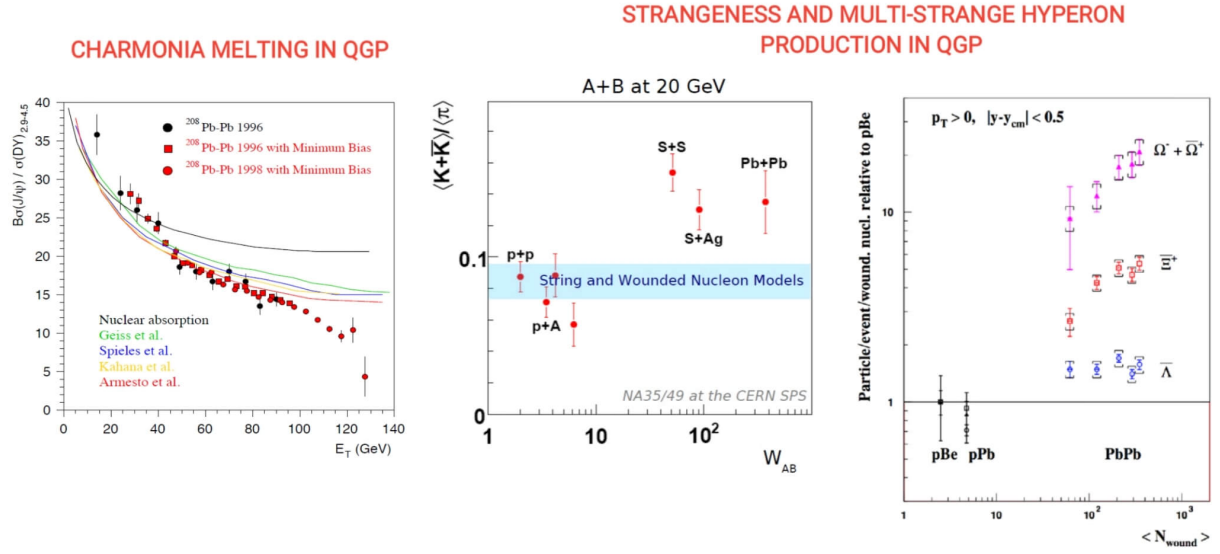 CHARMONIA MELTING IN QGP
STRANGENESS AND MULTI-STRANGE HYPERON
PRODUCTION IN QGP
Bσ(J/ψ) / σ(DY)2.9-4.5
40
35
30
25
20
15
10
5
0
208Pb-Pb 1996
208Pb-Pb 1996 with Minimum Bias
208Pb-Pb 1998 with Minimum Bias
Nuclear absorption
Geiss et al.
Spieles et al.
Kahana et al.
Armesto et al.
0 20 40 60 80 100 120 140
ET (GeV)
A+B at 20 GeV
⟨K+K̅⟩/⟨π⟩
0.1
0
S+S
Pb+Pb
S+Ag
p+p
String and Wounded Nucleon Models
p+A
NA35/49 at the CERN SPS
1 10 10² 10³
WAB
Particle/event/wound. nucl. relative to pBe
10
1
pT > 0, |y-ycm| < 0.5
Ω⁻ + Ω̅⁺
Ξ̅⁺
Λ̅
pBe pPb PbPb
1 10 10² 10³
< Nwound >